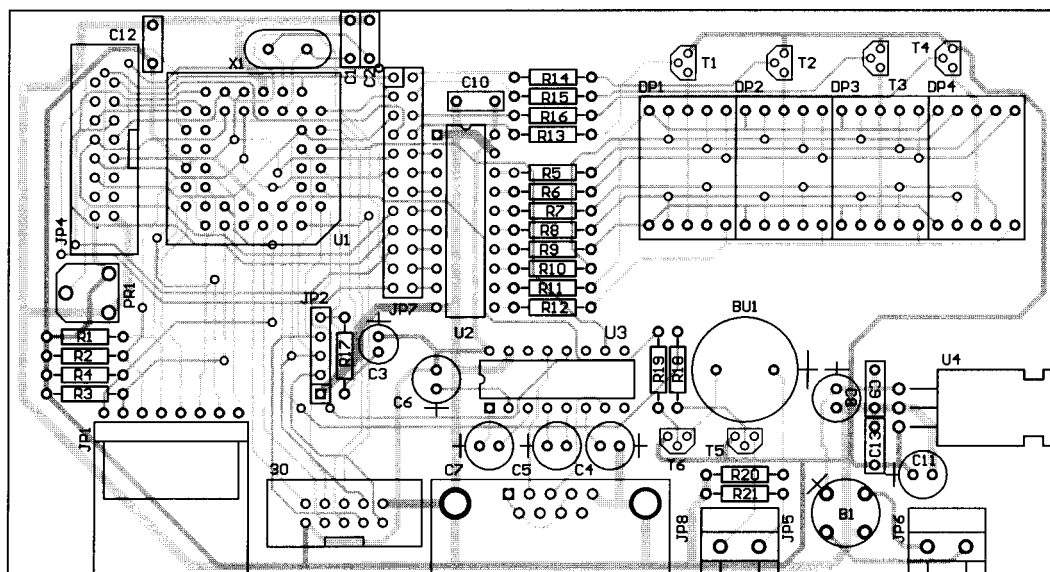 C12
X1
C1
C2
T1
T2
T3
T4
C10
R14
R15
R16
R13
DP1
DP2
DP3
DP4
R5
R6
R7
R8
R9
R10
R11
R12
JP4
U1
PR1
JP2
JP7
U2
U3
BU1
U4
R1
R2
R4
R3
R17
C3
C6
R19
R18
C13
C11
JP1
C7
C5
C4
T6
T5
R20
R21
B1
JP8
JP5
JP6